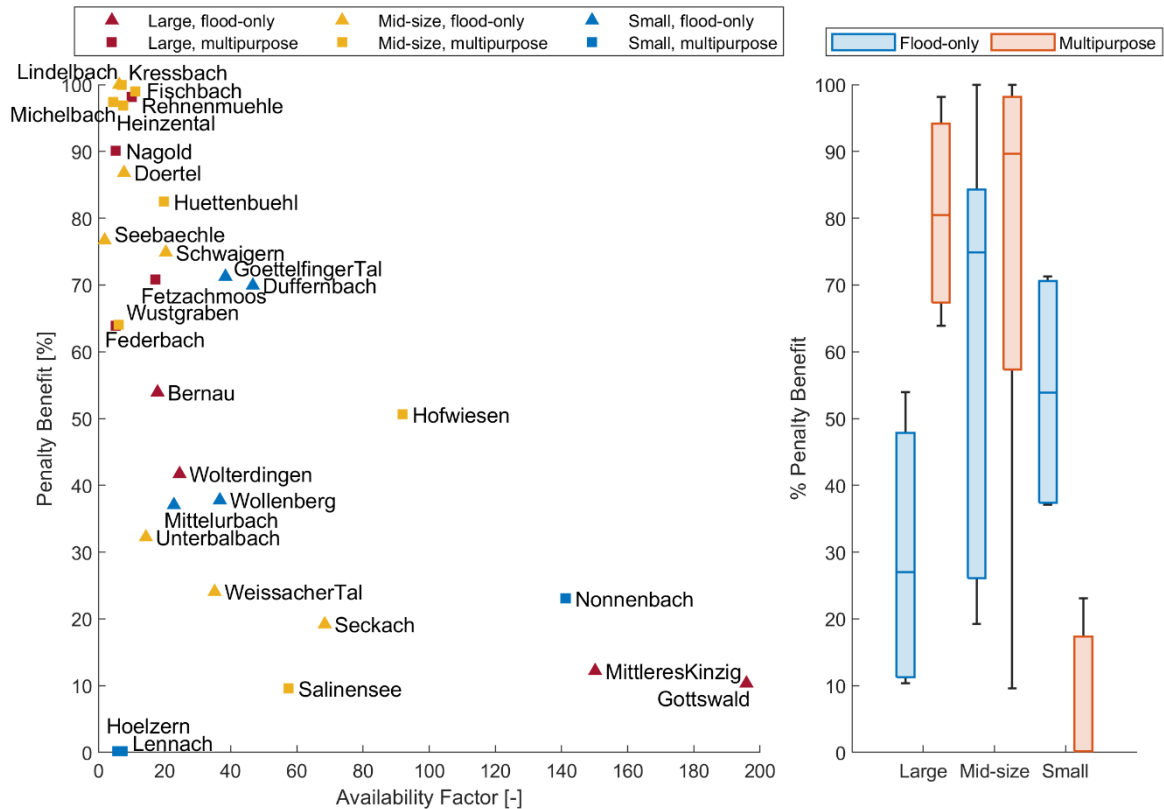 Large, flood-only Mid-size, flood-only Small, flood-only
Large, multipurpose Mid-size, multipurpose Small, multipurpose
Flood-only Multipurpose
Lindelbach Kressbach
Fischbach
Michelbach Rehnenmuehle
Heinzental
Nagold
Doertel
Huettenbuehl
Seebaechle
Schwaigern
GoettelfingerTal
Duffernbach
Fetzachmoos
Wustgraben
Federbach
Bernau
Hofwiesen
Wolterdingen
Wollenberg
Mittelurbach
Unterbalbach
WeissacherTal
Nonnenbach
Seckach
MittleresKinzig
Salinensee
Gottswald
Hoelzern
Lennach
Penalty Benefit [%]
100
90
80
70
60
50
40
30
20
10
0
0 20 40 60 80 100 120 140 160 180 200
Availability Factor [-]
% Penalty Benefit
100
90
80
70
60
50
40
30
20
10
0
Large Mid-size Small